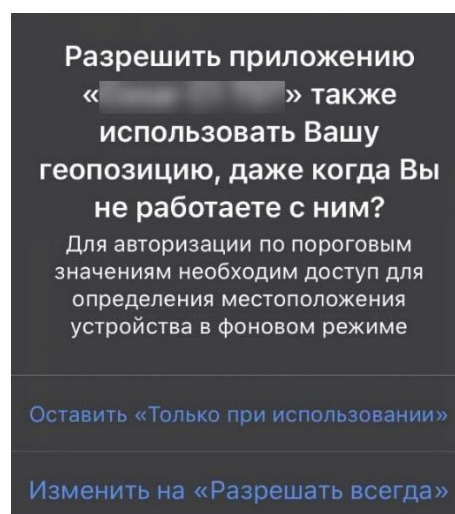 Разрешить приложению
« » также
использовать Вашу
геопозицию, даже когда Вы
не работаете с ним?
Для авторизации по пороговым
значениям необходим доступ для
определения местоположения
устройства в фоновом режиме
Оставить «Только при использовании»
Изменить на «Разрешать всегда»